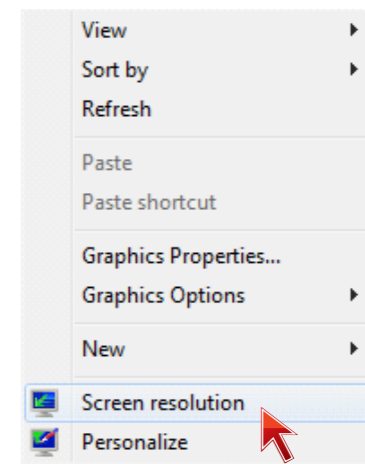 View
Sort by
Refresh
Paste
Paste shortcut
Graphics Properties...
Graphics Options
New
Screen resolution
Personalize